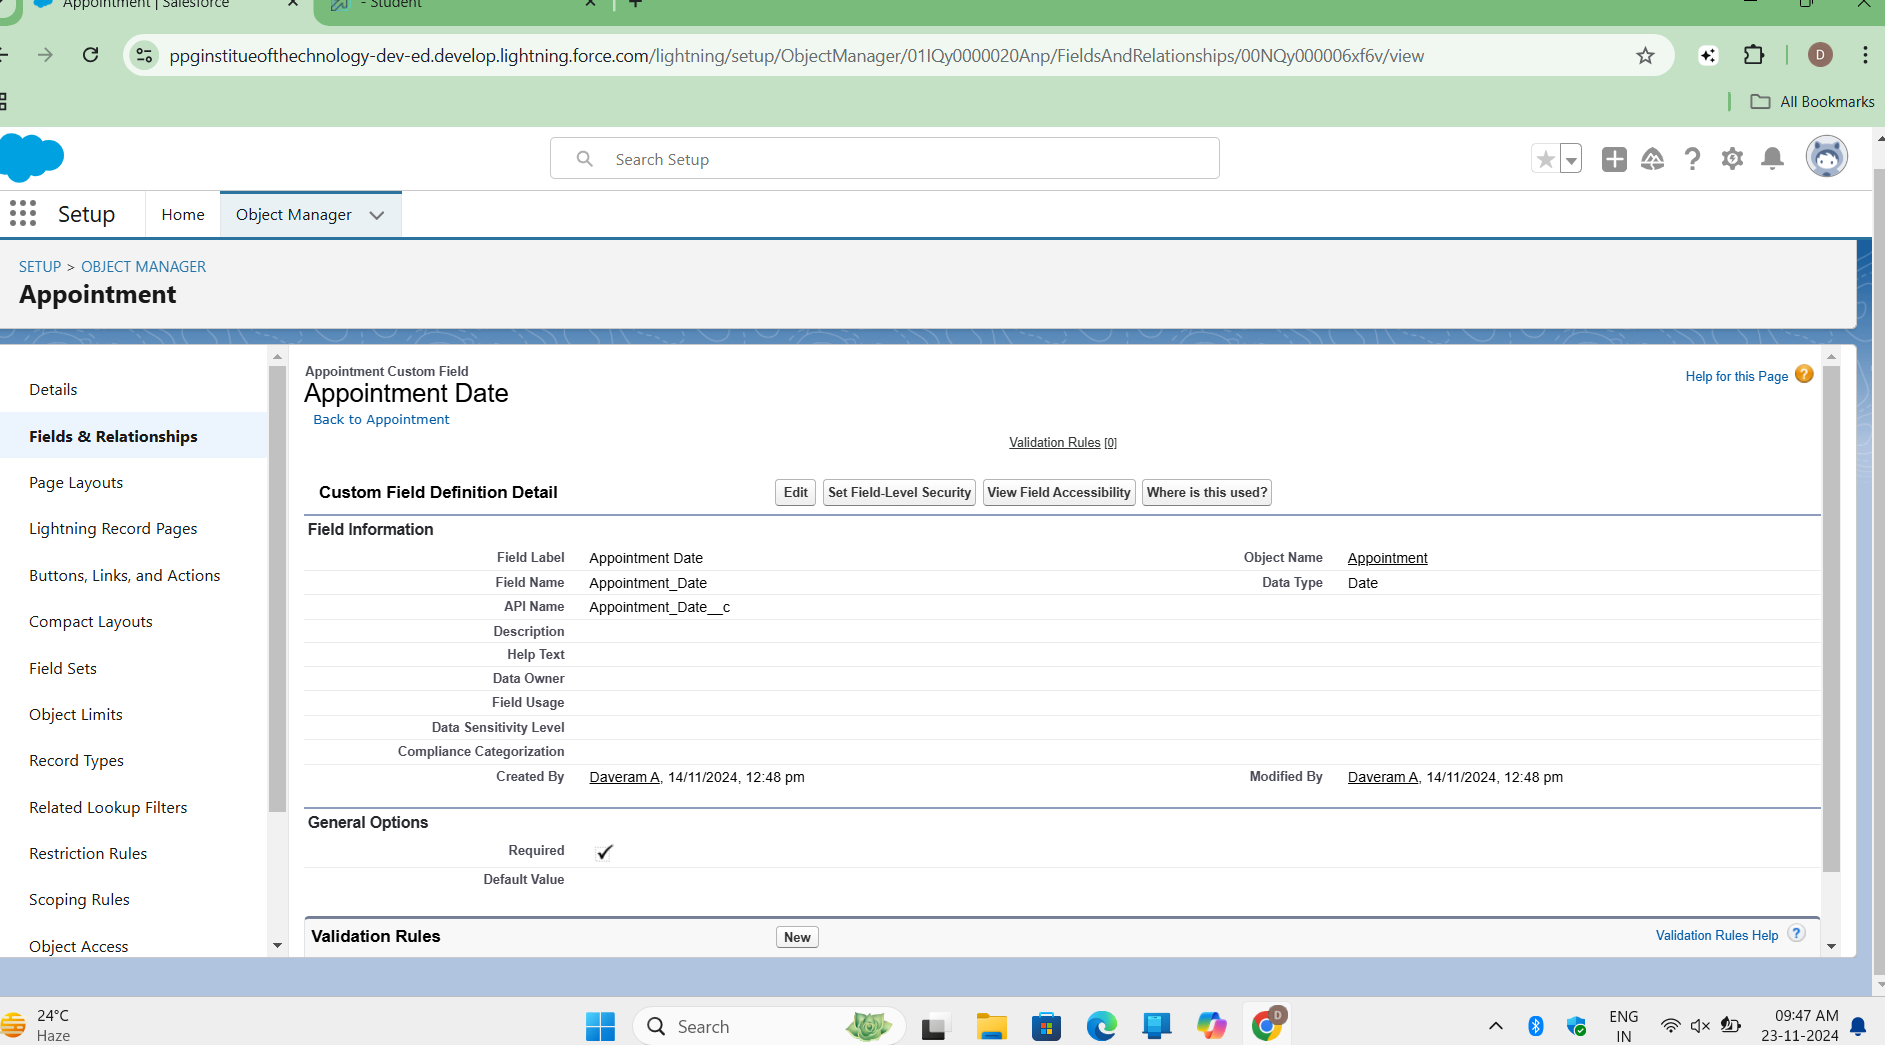 Appointment | Salesforce
- Student
ppginstitueofthechnology-dev-ed.develop.lightning.force.com/lightning/setup/ObjectManager/01IQy0000020Anp/FieldsAndRelationships/00NQy000006xf6v/view
D
All Bookmarks
Search Setup
Setup
Home
Object Manager
SETUP > OBJECT MANAGER
Appointment
Details
Fields & Relationships
Page Layouts
Lightning Record Pages
Buttons, Links, and Actions
Compact Layouts
Field Sets
Object Limits
Record Types
Related Lookup Filters
Restriction Rules
Scoping Rules
Object Access
Appointment Custom Field
Appointment Date
Back to Appointment
Help for this Page ?
Validation Rules [0]
Custom Field Definition Detail
Edit
Set Field-Level Security
View Field Accessibility
Where is this used?
Field Information
Field Label Appointment Date
Object Name Appointment
Field Name Appointment_Date
Data Type Date
API Name Appointment_Date__c
Description
Help Text
Data Owner
Field Usage
Data Sensitivity Level
Compliance Categorization
Created By Daveram A, 14/11/2024, 12:48 pm
Modified By Daveram A, 14/11/2024, 12:48 pm
General Options
Required
Default Value
Validation Rules
New
Validation Rules Help ?
24°C
Haze
Search
D
ENG
IN
09:47 AM
23-11-2024